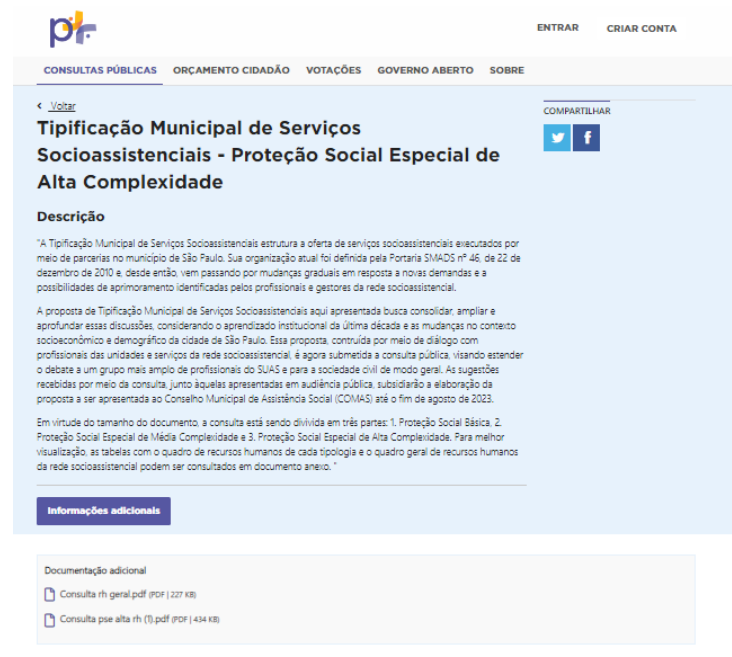 ENTRAR CRIAR CONTA
CONSULTAS PÚBLICAS ORÇAMENTO CIDADÃO VOTAÇÕES GOVERNO ABERTO SOBRE
‹ Voltar
COMPARTILHAR
Tipificação Municipal de Serviços
Socioassistenciais - Proteção Social Especial de
Alta Complexidade
Descrição
"A Tipificação Municipal de Serviços Socioassistenciais estrutura a oferta de serviços socioassistenciais executados por
meio de parcerias no município de São Paulo. Sua organização atual foi definida pela Portaria SMADS nº 46, de 22 de
dezembro de 2010 e, desde então, vem passando por mudanças graduais em resposta a novas demandas e a
possibilidades de aprimoramento identificadas pelos profissionais e gestores da rede socioassistencial.
A proposta de Tipificação Municipal de Serviços Socioassistenciais aqui apresentada busca consolidar, ampliar e
aprofundar essas discussões, considerando o aprendizado institucional da última década e as mudanças no contexto
socioeconômico e demográfico da cidade de São Paulo. Essa proposta, contruída por meio de diálogo com
profissionais das unidades e serviços da rede socioassistencial, é agora submetida a consulta pública, visando estender
o debate a um grupo mais amplo de profissionais do SUAS e para a sociedade civil de modo geral. As sugestões
recebidas por meio da consulta, junto àquelas apresentadas em audiência pública, subsidiarão a elaboração da
proposta a ser apresentada ao Conselho Municipal de Assistência Social (COMAS) até o fim de agosto de 2023.
Em virtude do tamanho do documento, a consulta está sendo divivida em três partes: 1. Proteção Social Básica, 2.
Proteção Social Especial de Média Complexidade e 3. Proteção Social Especial de Alta Complexidade. Para melhor
visualização, as tabelas com o quadro de recursos humanos de cada tipologia e o quadro geral de recursos humanos
da rede socioassistencial podem ser consultados em documento anexo. "
Informações adicionais
Documentação adicional
Consulta rh geral.pdf (PDF | 227 KB)
Consulta pse alta rh (1).pdf (PDF | 434 KB)